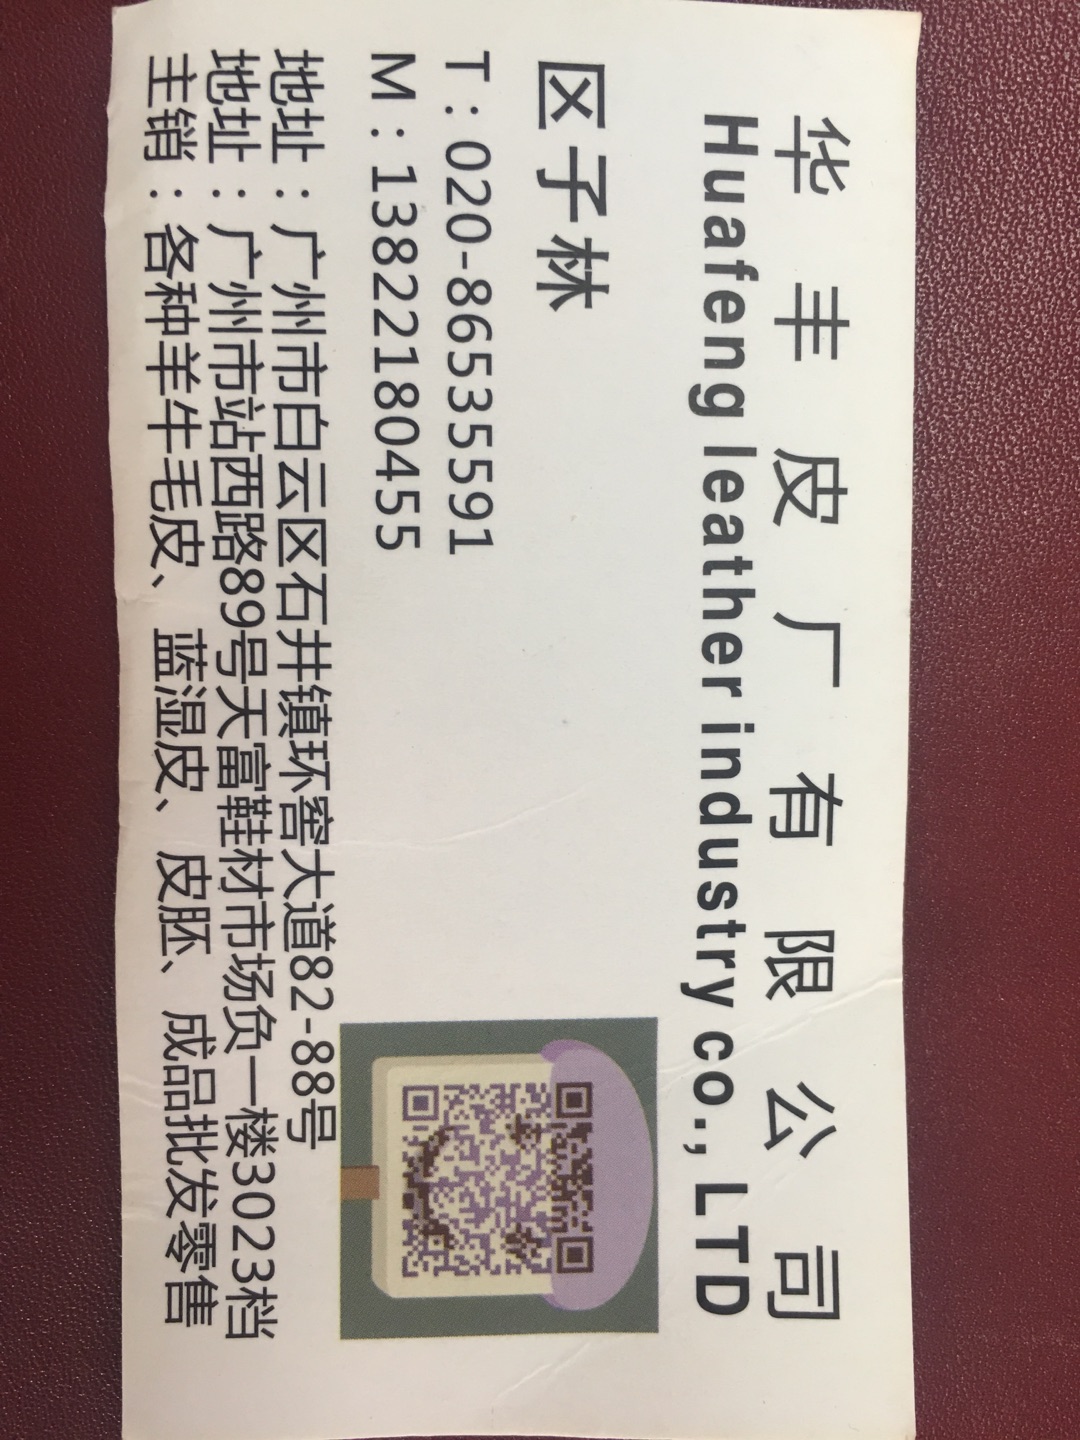 华丰皮厂有限公司
Huafeng leather industry co., LTD
区子林
T：020-86535591
M：13822180455
地址：广州市白云区石井镇环窖大道82-88号
地址：广州市站西路89号天富鞋材市场负一楼3023档
主销：各种羊牛毛皮、蓝湿皮、皮胚、成品批发零售